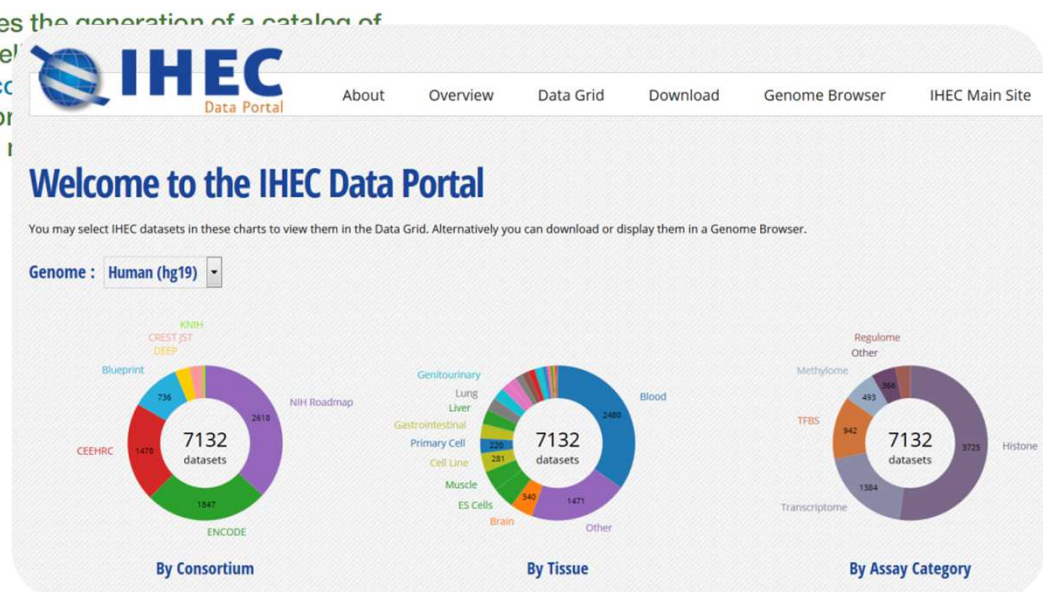 es the generation of a catalog of
IHEC
Data Portal
About Overview Data Grid Download Genome Browser IHEC Main Site
Welcome to the IHEC Data Portal
You may select IHEC datasets in these charts to view them in the Data Grid. Alternatively you can download or display them in a Genome Browser.
Genome : Human (hg19)
KNIH
CREST JST
DEEP
Blueprint
736
NIH Roadmap
2618
CEEHRC
1478
7132
datasets
1847
ENCODE
By Consortium
Genitourinary
Lung
Liver
Gastrointestinal
Primary Cell
220
Cell Line
281
Muscle
ES Cells
Brain
340
Blood
2480
7132
datasets
1471
Other
By Tissue
Regulome
Other
366
Methylome
493
TFBS
942
7132
datasets
3725
Histone
1384
Transcriptome
By Assay Category